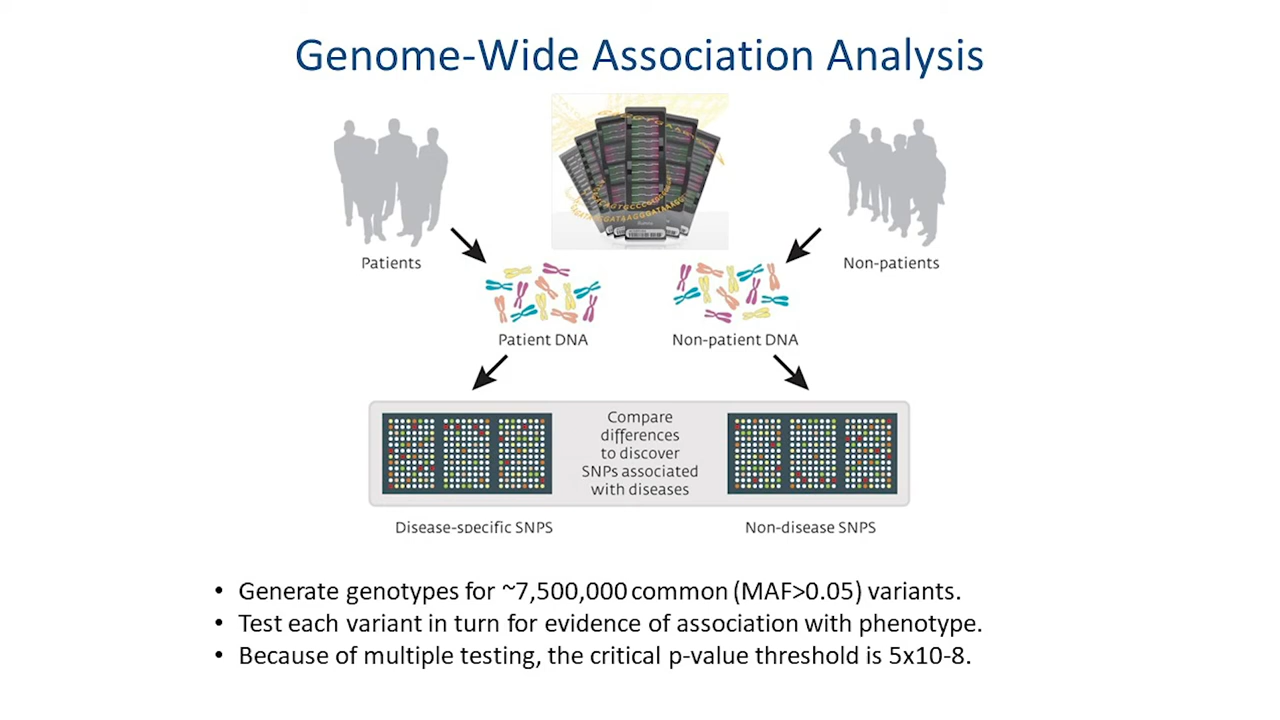 Genome-Wide Association Analysis
Patients
Non-patients
Patient DNA
Non-patient DNA
Compare
differences
to discover
SNPs associated
with diseases
Disease-specific SNPS
Non-disease SNPS
• Generate genotypes for ~7,500,000 common (MAF>0.05) variants.
• Test each variant in turn for evidence of association with phenotype.
• Because of multiple testing, the critical p-value threshold is 5x10-8.